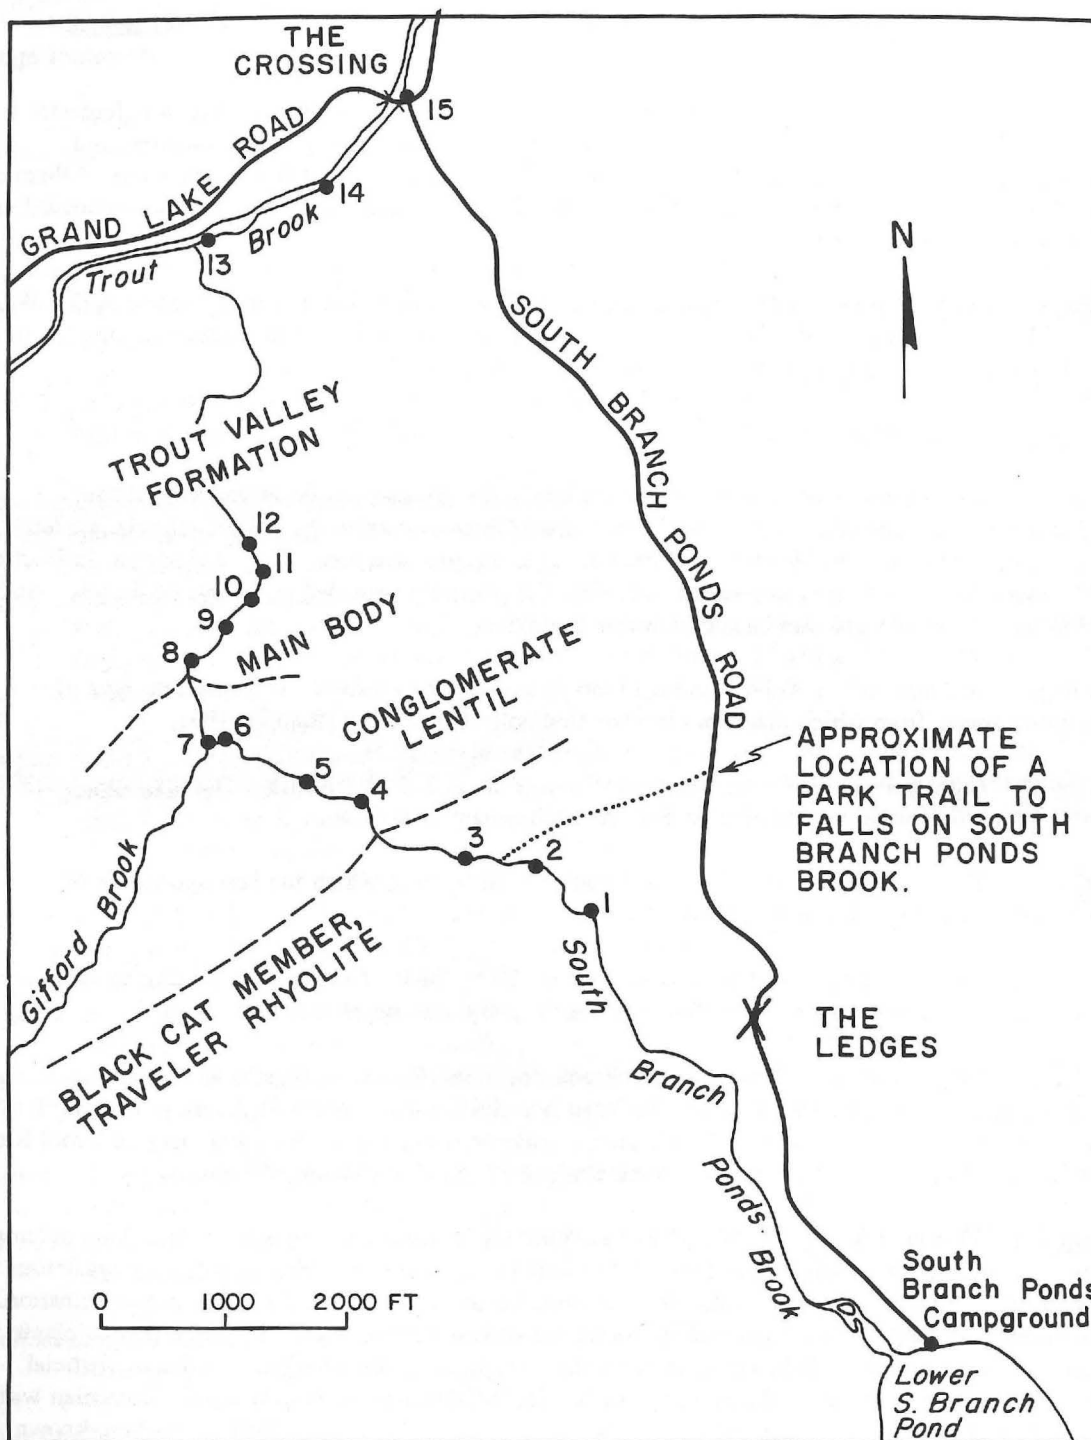 THE
CROSSING
15
GRAND LAKE ROAD
14
Trout Brook
13
N
SOUTH BRANCH PONDS ROAD
TROUT VALLEY
FORMATION
12
11
10
9
8
MAIN BODY
CONGLOMERATE
LENTIL
7
6
5
4
3
2
1
APPROXIMATE
LOCATION OF A
PARK TRAIL TO
FALLS ON SOUTH
BRANCH PONDS
BROOK.
Gifford Brook
BLACK CAT MEMBER,
TRAVELER RHYOLITE
South Branch Ponds Brook
THE
LEDGES
0 1000 2000 FT
South
Branch Ponds
Campground
Lower
S. Branch
Pond